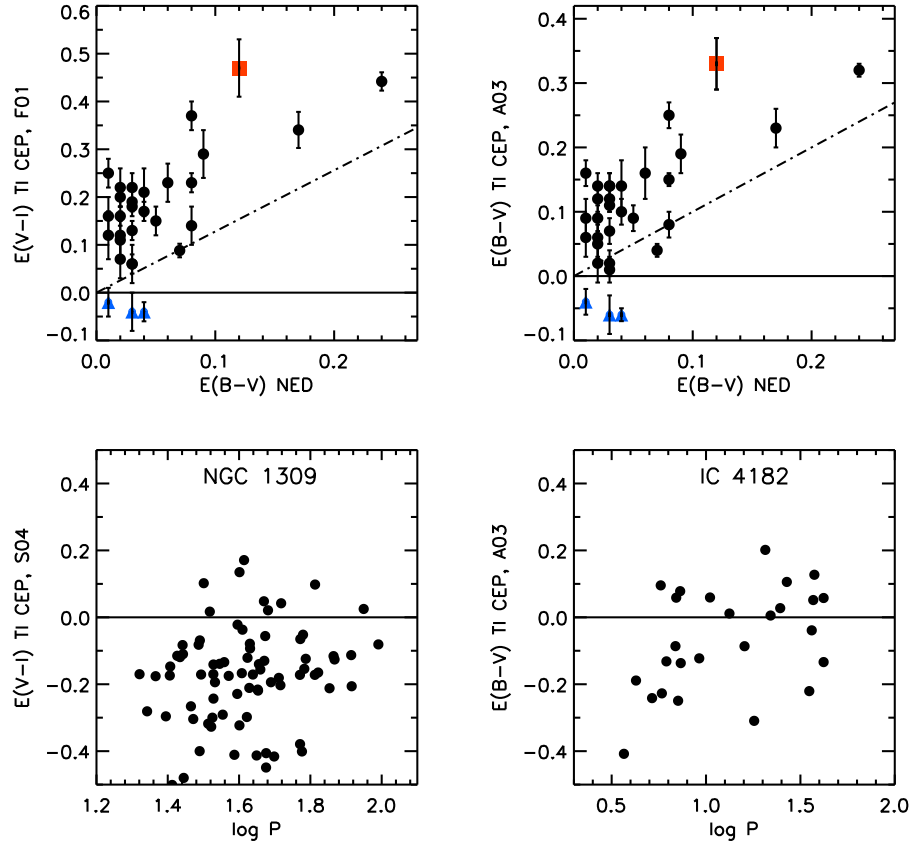 0.6
0.5
0.4
0.3
0.2
0.1
0.0
−0.1
0.0 0.1 0.2
E(V−I) TI CEP, F01
E(B−V) NED
0.4
0.3
0.2
0.1
0.0
−0.1
0.0 0.1 0.2
E(B−V) TI CEP, A03
E(B−V) NED
NGC 1309
0.4
0.2
0.0
−0.2
−0.4
1.2 1.4 1.6 1.8 2.0
E(V−I) TI CEP, S04
log P
IC 4182
0.4
0.2
0.0
−0.2
−0.4
0.5 1.0 1.5 2.0
E(B−V) TI CEP, A03
log P